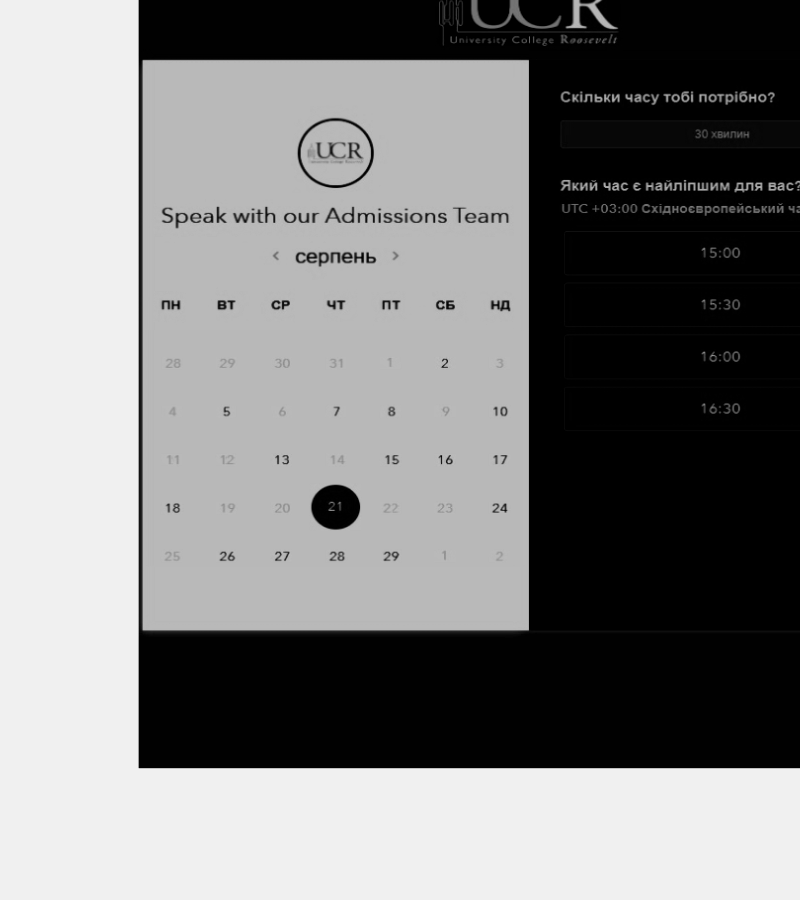 UCR
University College Roosevelt
UCR
Speak with our Admissions Team
< серпень >
ПН ВТ СР ЧТ ПТ СБ НД
28 29 30 31 1 2 3
4 5 6 7 8 9 10
11 12 13 14 15 16 17
18 19 20 21 22 23 24
25 26 27 28 29 1 2
Скільки часу тобі потрібно?
30 хвилин
Який час є найліпшим для вас?
UTC +03:00 Східноєвропейський ча
15:00
15:30
16:00
16:30